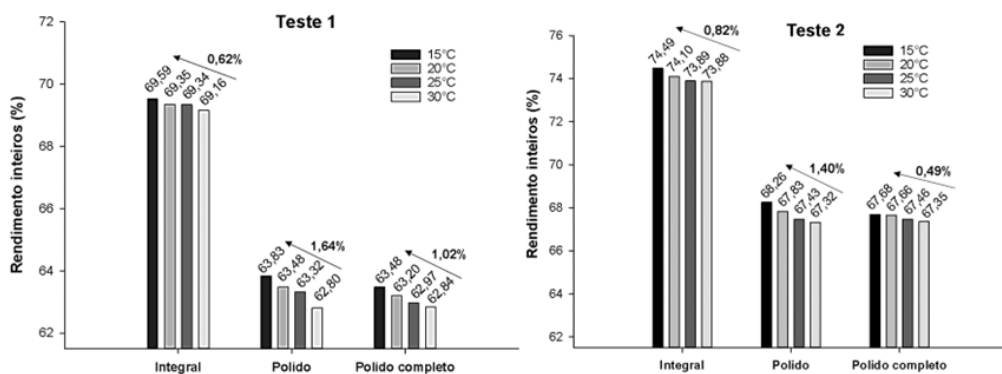 Teste 1
Rendimento inteiros (%)
72
70
68
66
64
62
15°C
20°C
25°C
30°C
0,62%
69,59
69,35
69,34
69,16
1,64%
63,83
63,48
63,32
62,80
1,02%
63,48
63,20
62,97
62,84
Integral
Polido
Polido completo
Teste 2
Rendimento inteiros (%)
76
74
72
70
68
66
64
62
15°C
20°C
25°C
30°C
0,82%
74,49
74,10
73,89
73,88
1,40%
68,26
67,83
67,43
67,32
0,49%
67,68
67,66
67,46
67,35
Integral
Polido
Polido completo